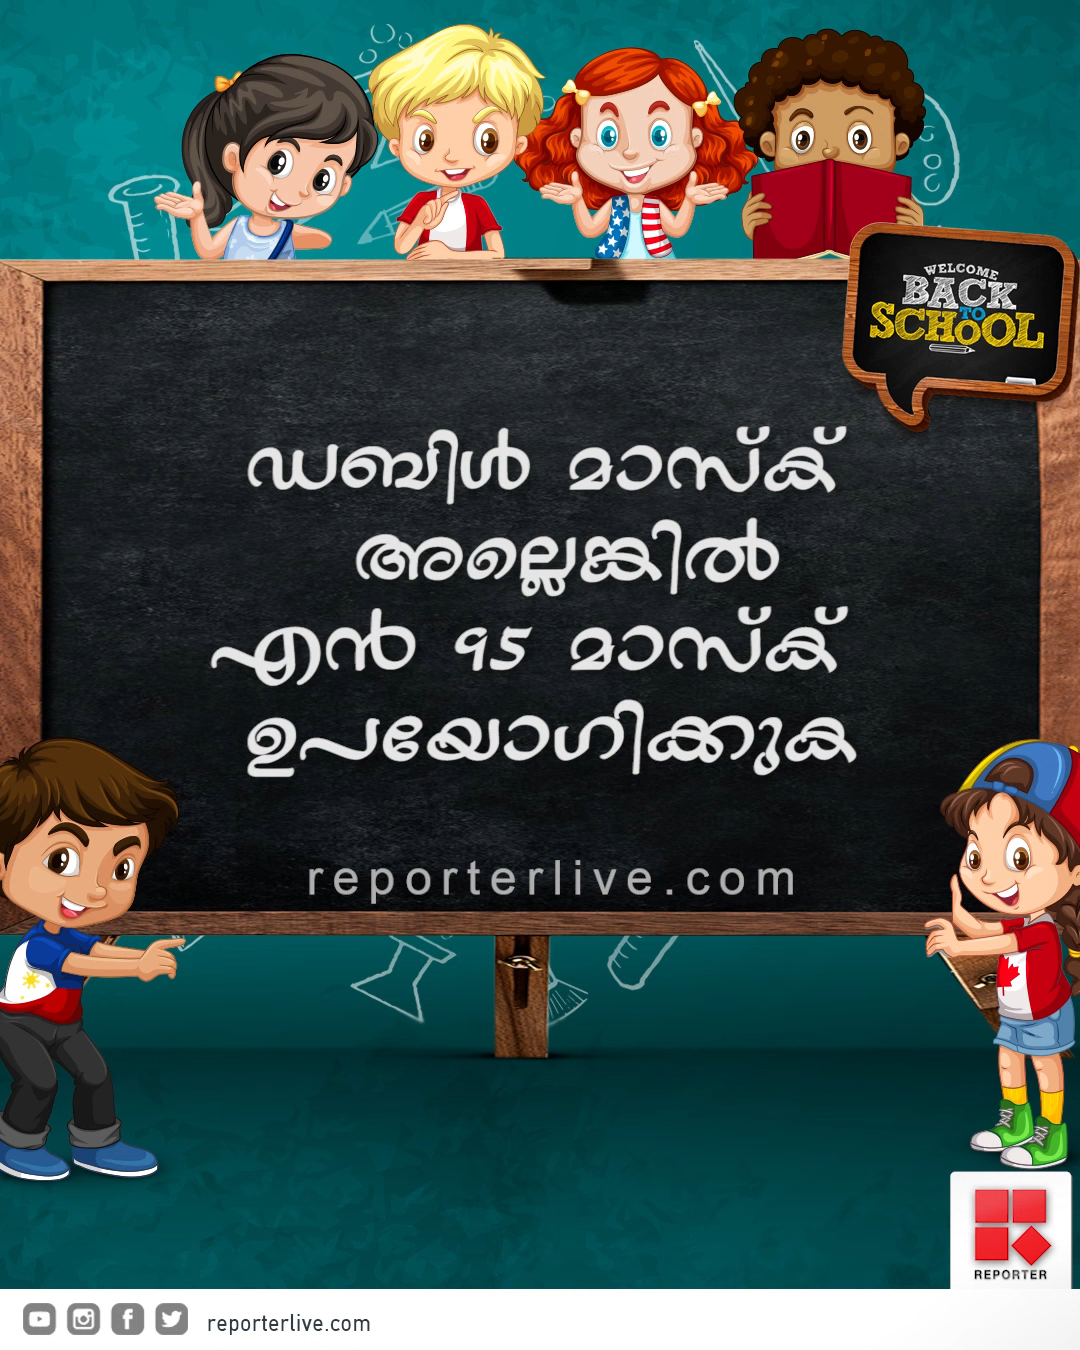 WELCOME
BACK
TO
SCHOOL
ഡബിൾ മാസ്ക്
അല്ലെങ്കിൽ
എൻ 95 മാസ്ക്
ഉപയോഗിക്കുക
reporterlive.com
REPORTER
reporterlive.com